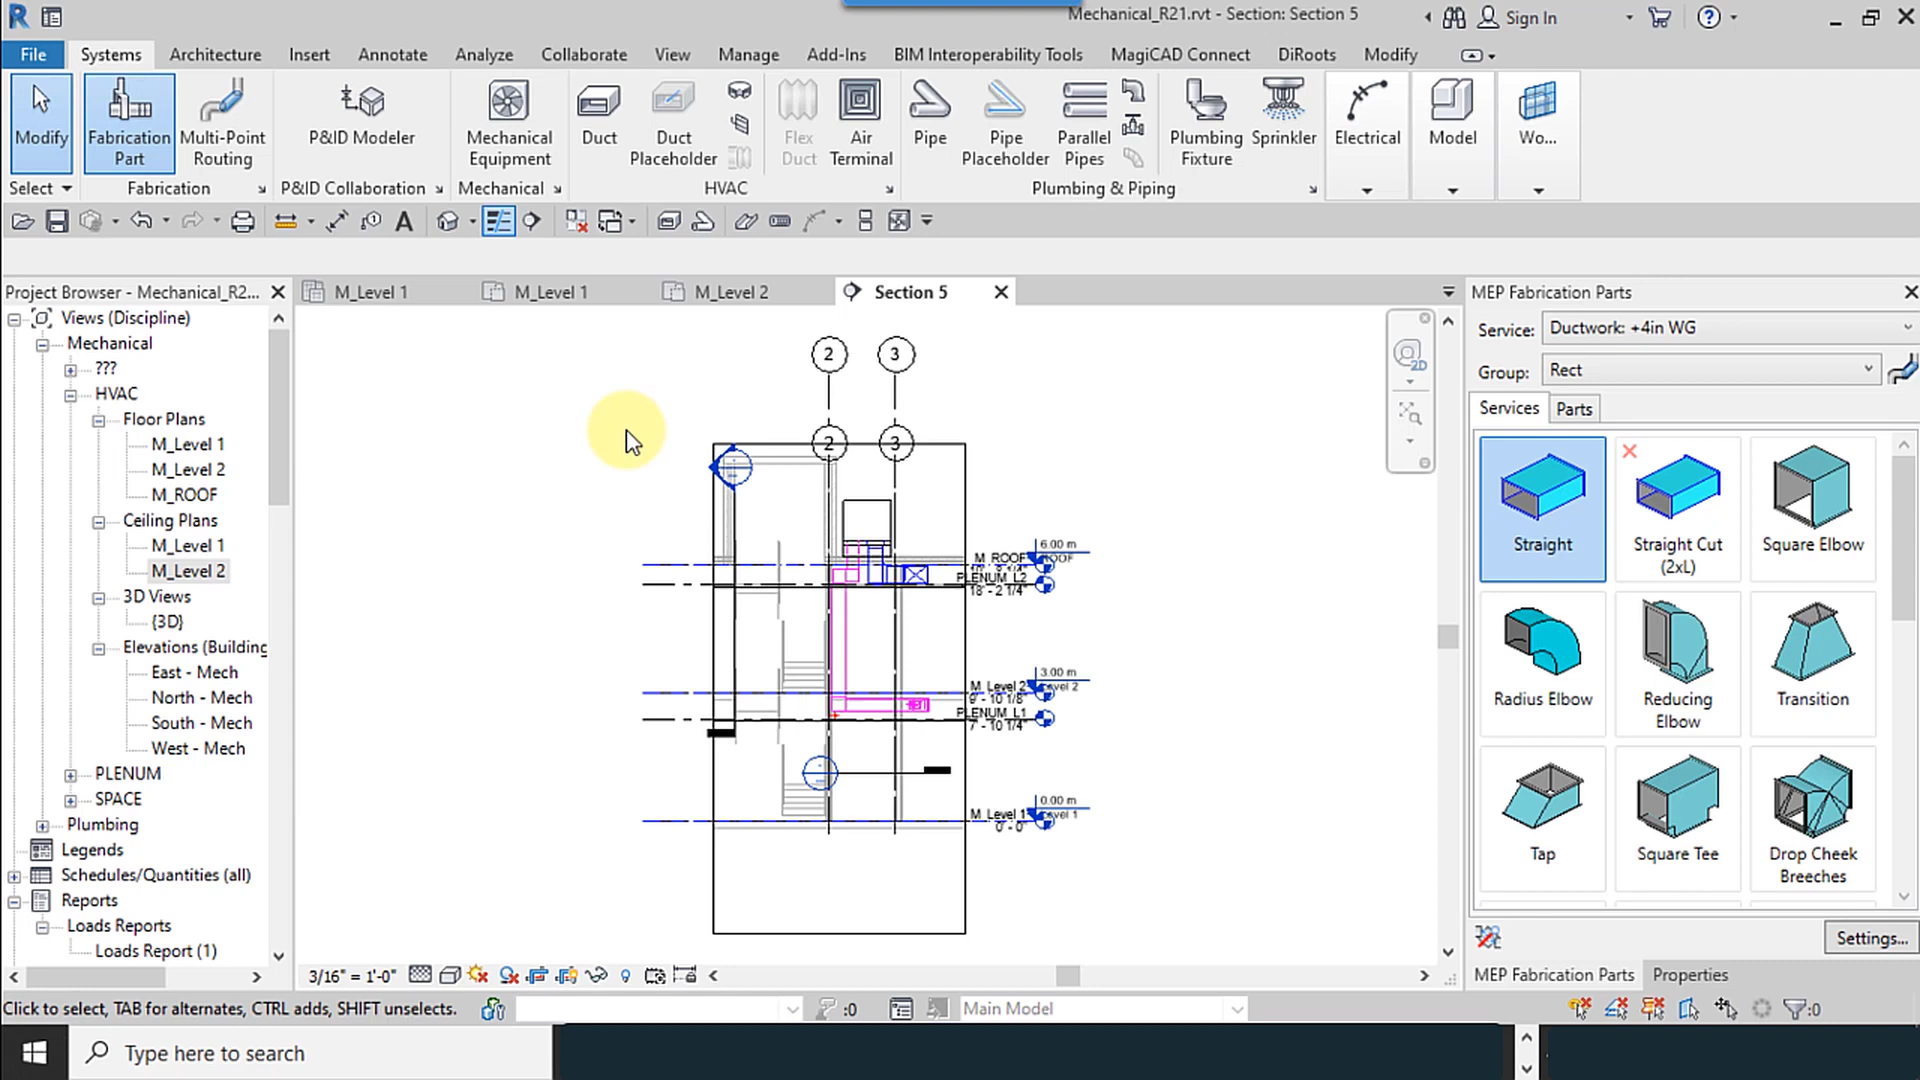 Mechanical_R21.rvt - Section: Section 5
Sign In
File Systems Architecture Insert Annotate Analyze Collaborate View Manage Add-Ins BIM Interoperability Tools MagiCAD Connect DiRoots Modify
Modify
Fabrication
Part
Multi-Point
Routing
P&ID Modeler
Mechanical
Equipment
Duct
Duct
Placeholder
Flex
Duct
Air
Terminal
Pipe
Pipe
Placeholder
Parallel
Pipes
Plumbing
Fixture
Sprinkler
Electrical
Model
Wo...
Select Fabrication P&ID Collaboration Mechanical HVAC Plumbing & Piping
Project Browser - Mechanical_R2...
Views (Discipline)
Mechanical
???
HVAC
Floor Plans
M_Level 1
M_Level 2
M_ROOF
Ceiling Plans
M_Level 1
M_Level 2
3D Views
{3D}
Elevations (Building
East - Mech
North - Mech
South - Mech
West - Mech
PLENUM
SPACE
Plumbing
Legends
Schedules/Quantities (all)
Reports
Loads Reports
Loads Report (1)
M_Level 1 M_Level 1 M_Level 2 Section 5
2 3
2 3
6.00 m
M_ROOF
PLENUM_L2
18' - 2 1/4"
3.00 m
M_Level 2
9' - 10 1/8"
PLENUM_L1
7' - 10 1/4"
0.00 m
M_Level 1
0' - 0"
2D
MEP Fabrication Parts
Service: Ductwork: +4in WG
Group: Rect
Services Parts
Straight
Straight Cut
(2xL)
Square Elbow
Radius Elbow
Reducing
Elbow
Transition
Tap
Square Tee
Drop Cheek
Breeches
Settings...
MEP Fabrication Parts Properties
3/16" = 1'-0"
Click to select, TAB for alternates, CTRL adds, SHIFT unselects.
:0
Main Model
:0
Type here to search